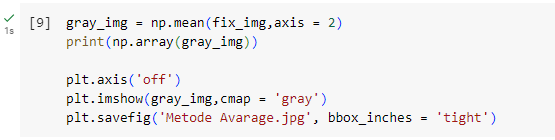 [9] gray_img = np.mean(fix_img,axis = 2)
1s
print(np.array(gray_img))
plt.axis('off')
plt.imshow(gray_img,cmap = 'gray')
plt.savefig('Metode Avarage.jpg', bbox_inches = 'tight')